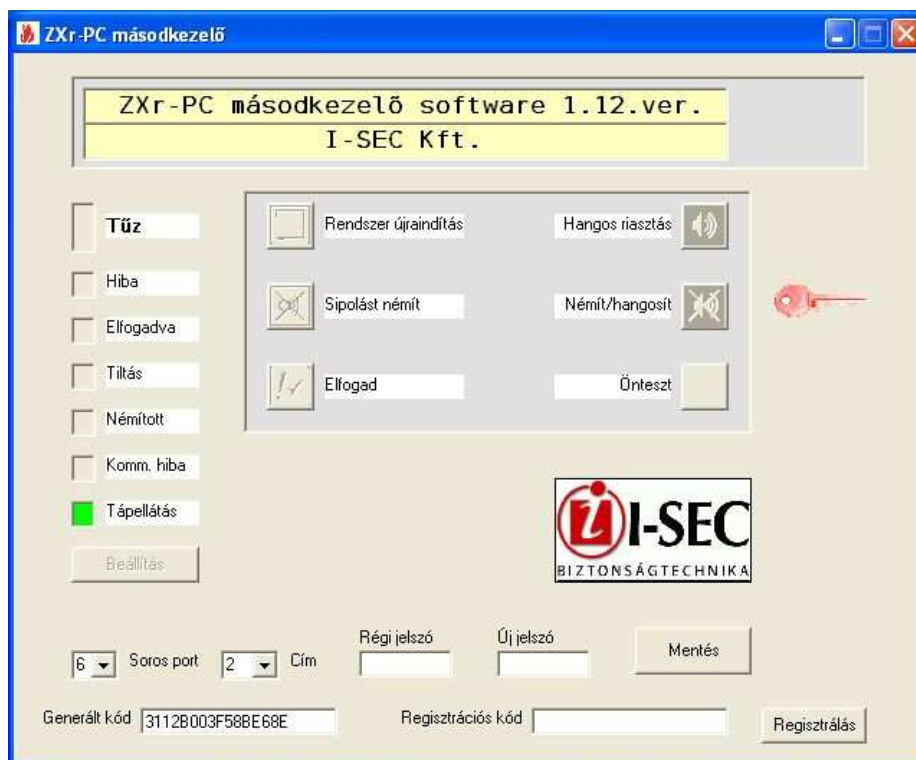 ZXr-PC másodkezelő
ZXr-PC másodkezelő software 1.12.ver.
I-SEC Kft.
Tűz
Hiba
Elfogadva
Tiltás
Némított
Komm. hiba
Tápellátás
Beállítás
Rendszer újraindítás
Hangos riasztás
Sipolást némít
Némít/hangosít
Elfogad
Önteszt
i I-SEC
BIZTONSÁGTECHNIKA
Régi jelszó
Új jelszó
6 Soros port 2 Cím
Mentés
Generált kód 3112B003F58BE68E
Regisztrációs kód
Regisztrálás